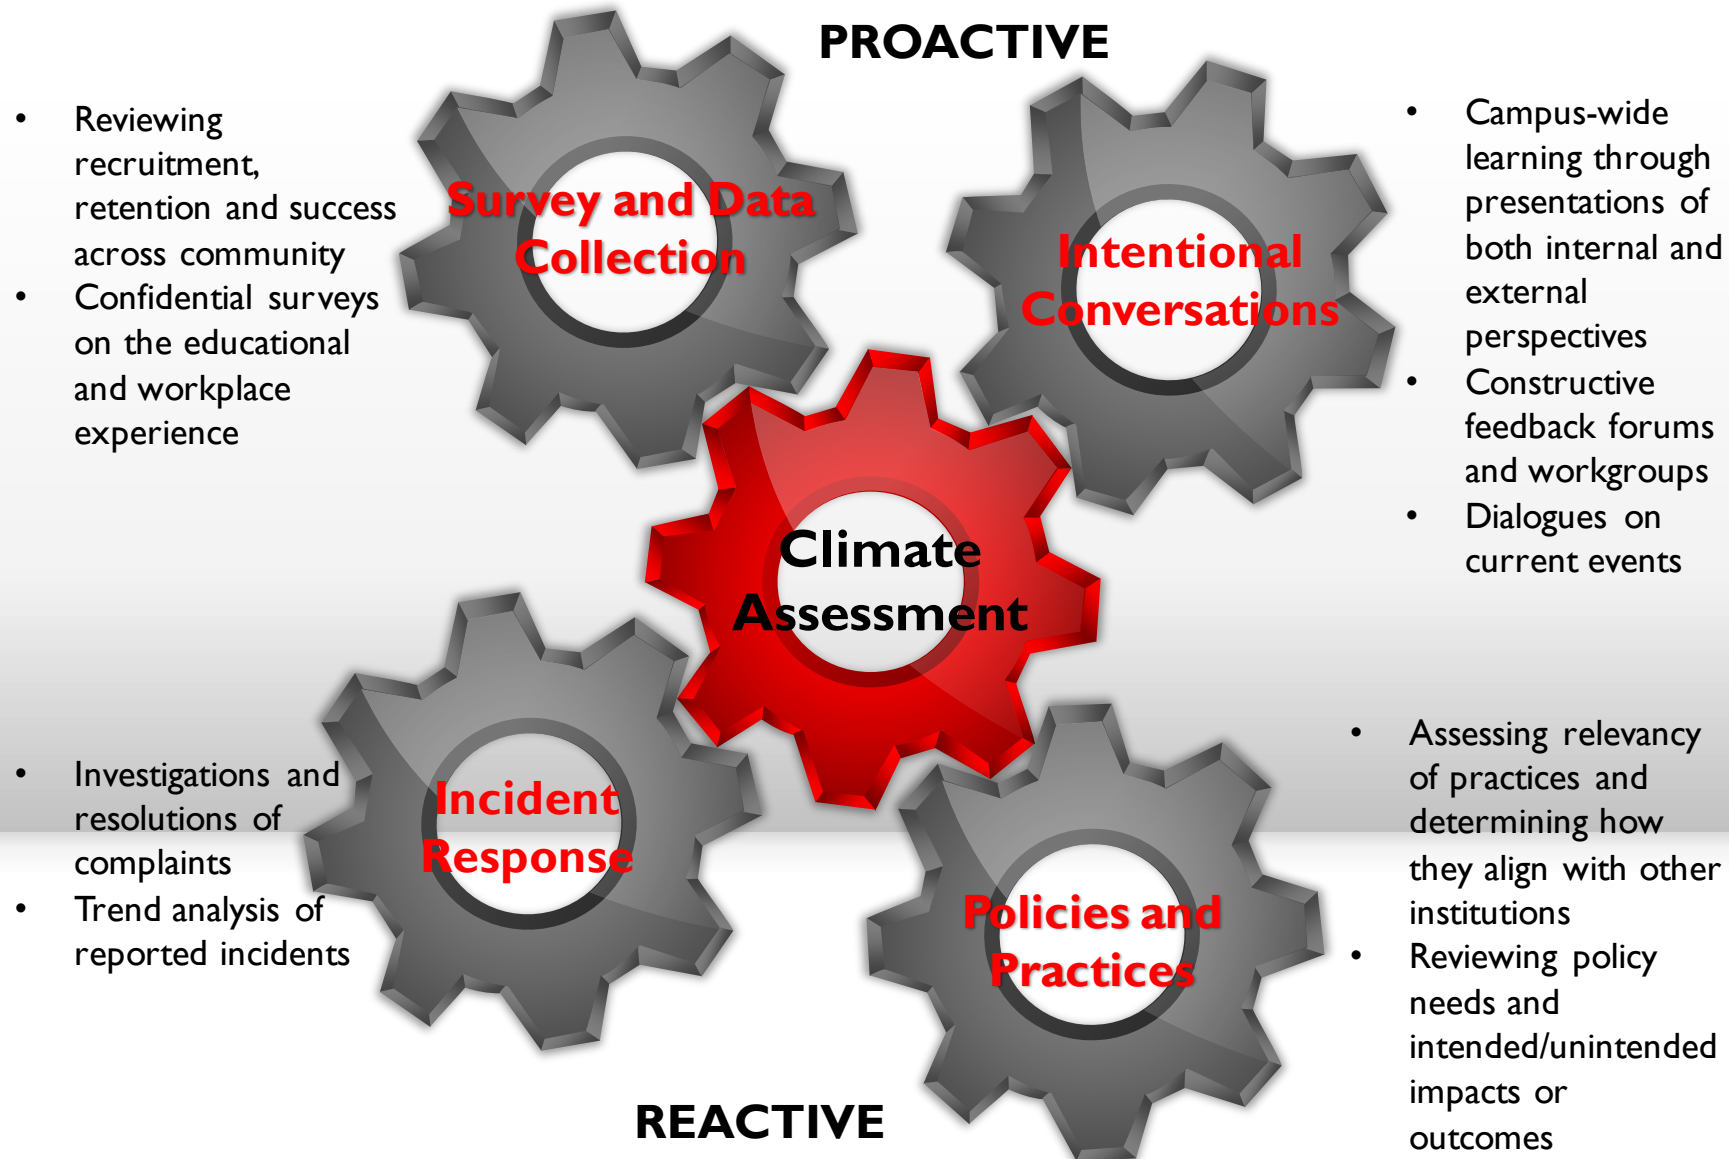 PROACTIVE
• Reviewing
recruitment,
retention and success
across community
• Confidential surveys
on the educational
and workplace
experience
Survey and Data
Collection
Intentional
Conversations
• Campus-wide
learning through
presentations of
both internal and
external
perspectives
• Constructive
feedback forums
and workgroups
• Dialogues on
current events
Climate
Assessment
• Investigations and
resolutions of
complaints
• Trend analysis of
reported incidents
Incident
Response
Policies and
Practices
• Assessing relevancy
of practices and
determining how
they align with other
institutions
• Reviewing policy
needs and
intended/unintended
impacts or
outcomes
REACTIVE